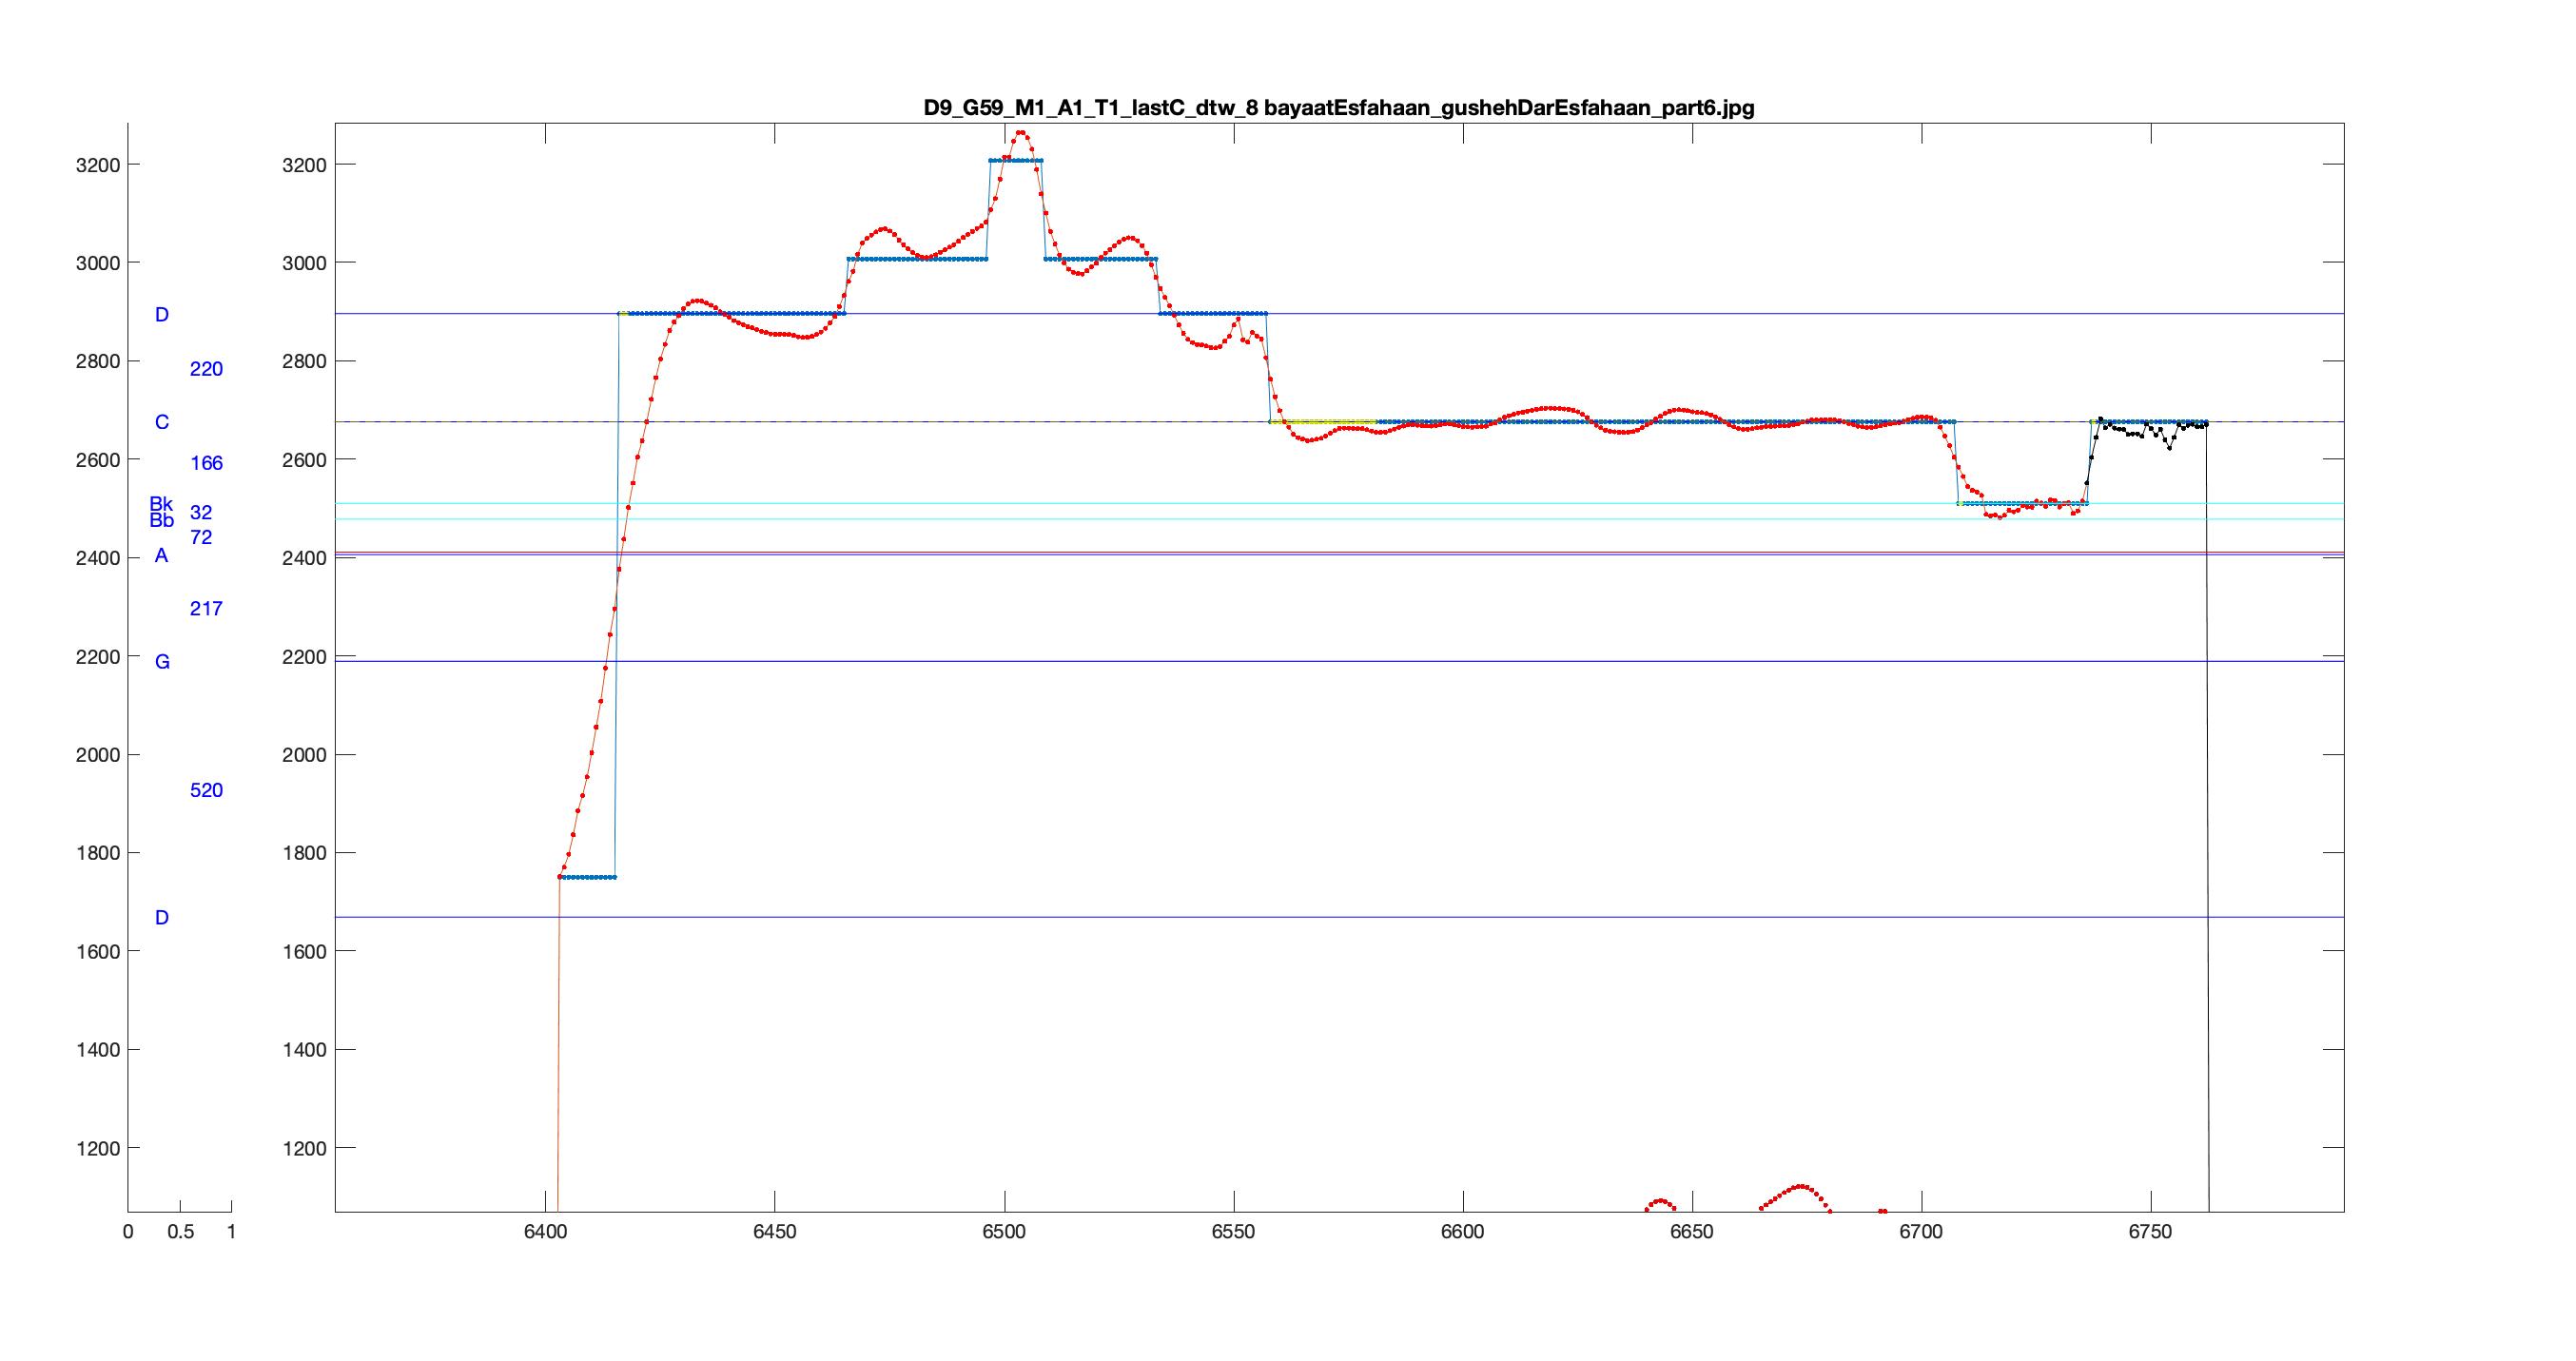 D9_G59_M1_A1_T1_lastC_dtw_8 bayaatEsfahaan_gushehDarEsfahaan_part6.jpg
3200 3200
3000 3000
D
2800 220 2800
C
2600 166 2600
Bk 32
Bb
72
2400 A 2400
217
2200 G 2200
2000 2000
520
1800 1800
D
1600 1600
1400 1400
1200 1200
0 0.5 1 6400 6450 6500 6550 6600 6650 6700 6750